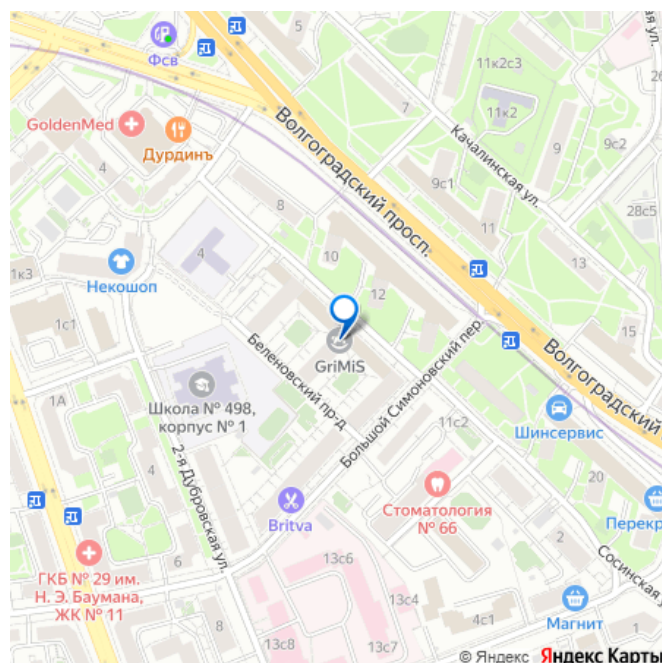 ул.
Фсв
5
11к2с3
26
GoldenMed
7
11к2
Качалинская ул.
Дурдинъ
Волгоградский просп.
9
9с2
4
9с1
8
28с5
11
4
10
13
1к3
Некошоп
12
1с1
15
GriMiS
Беленовский пр-д
Большой Симоновский пер.
Волгоградский
1А
Школа № 498,
корпус № 1
11с2
Шинсервис
4
2-я Дубровская ул.
20
Стоматология
№ 66
Britva
Перекр
6
13с6
Сосинская
ГКБ № 29 им.
Н. Э. Баумана,
ЖК № 11
13с4
4с1
Магнит
8
13с8
13с7
1
© Яндекс Яндекс Карты